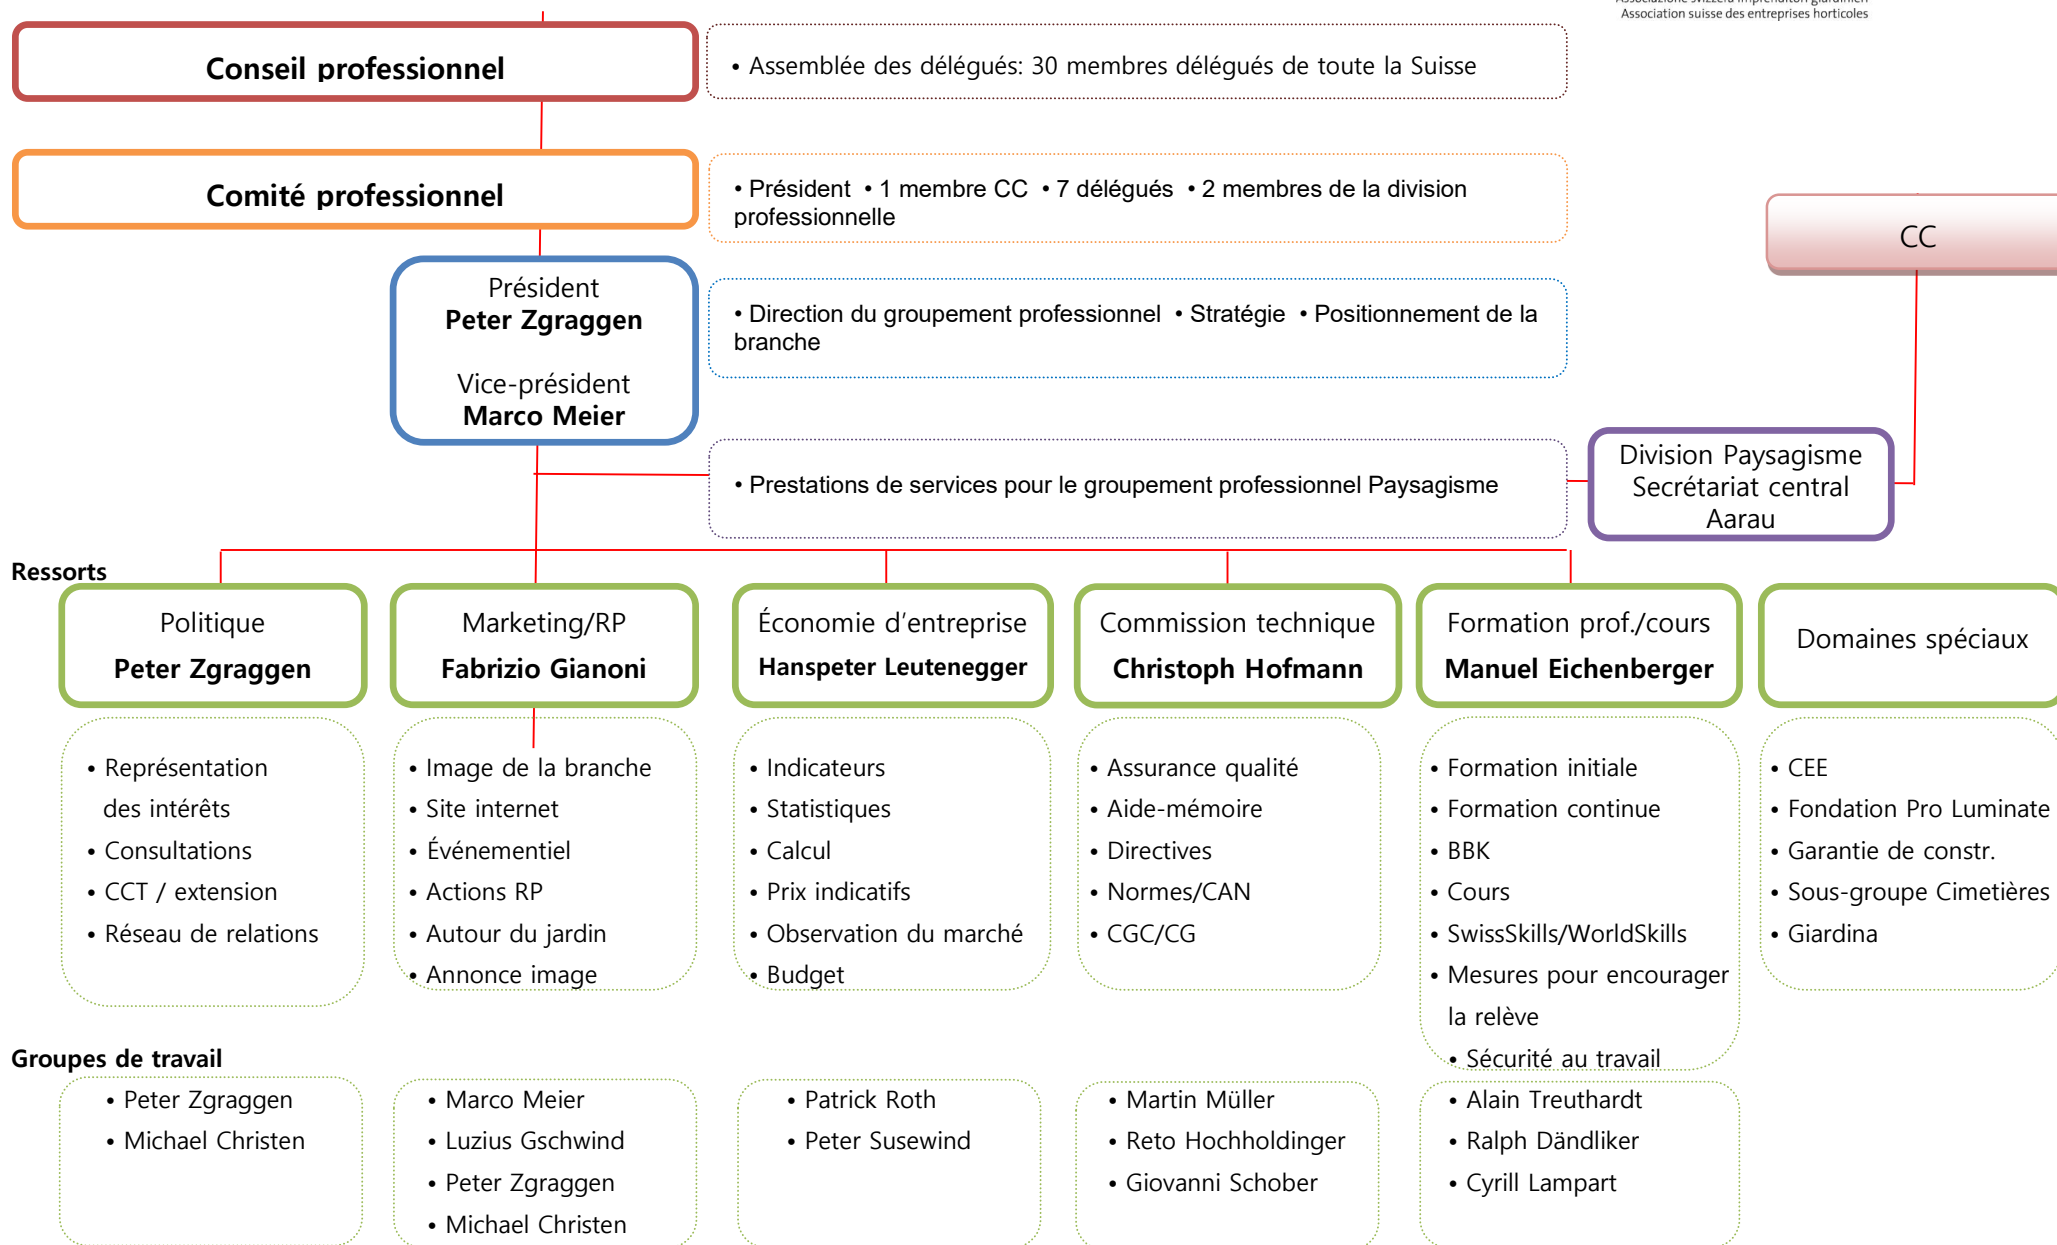 Associazione svizzera imprenditori giardinieri
Association suisse des entreprises horticoles
Conseil professionnel
• Assemblée des délégués: 30 membres délégués de toute la Suisse
Comité professionnel
• Président • 1 membre CC • 7 délégués • 2 membres de la division
professionnelle
CC
Président
Peter Zgraggen
Vice-président
Marco Meier
• Direction du groupement professionnel • Stratégie • Positionnement de la
branche
• Prestations de services pour le groupement professionnel Paysagisme
Division Paysagisme
Secrétariat central
Aarau
Ressorts
Politique
Peter Zgraggen
Marketing/RP
Fabrizio Gianoni
Économie d'entreprise
Hanspeter Leutenegger
Commission technique
Christoph Hofmann
Formation prof./cours
Manuel Eichenberger
Domaines spéciaux
• Représentation
des intérêts
• Consultations
• CCT / extension
• Réseau de relations
• Image de la branche
• Site internet
• Événementiel
• Actions RP
• Autour du jardin
• Annonce image
• Indicateurs
• Statistiques
• Calcul
• Prix indicatifs
• Observation du marché
• Budget
• Assurance qualité
• Aide-mémoire
• Directives
• Normes/CAN
• CGC/CG
• Formation initiale
• Formation continue
• BBK
• Cours
• SwissSkills/WorldSkills
• Mesures pour encourager
la relève
• Sécurité au travail
• CEE
• Fondation Pro Luminate
• Garantie de constr.
• Sous-groupe Cimetières
• Giardina
Groupes de travail
• Peter Zgraggen
• Michael Christen
• Marco Meier
• Luzius Gschwind
• Peter Zgraggen
• Michael Christen
• Patrick Roth
• Peter Susewind
• Martin Müller
• Reto Hochholdinger
• Giovanni Schober
• Alain Treuthardt
• Ralph Dändliker
• Cyrill Lampart